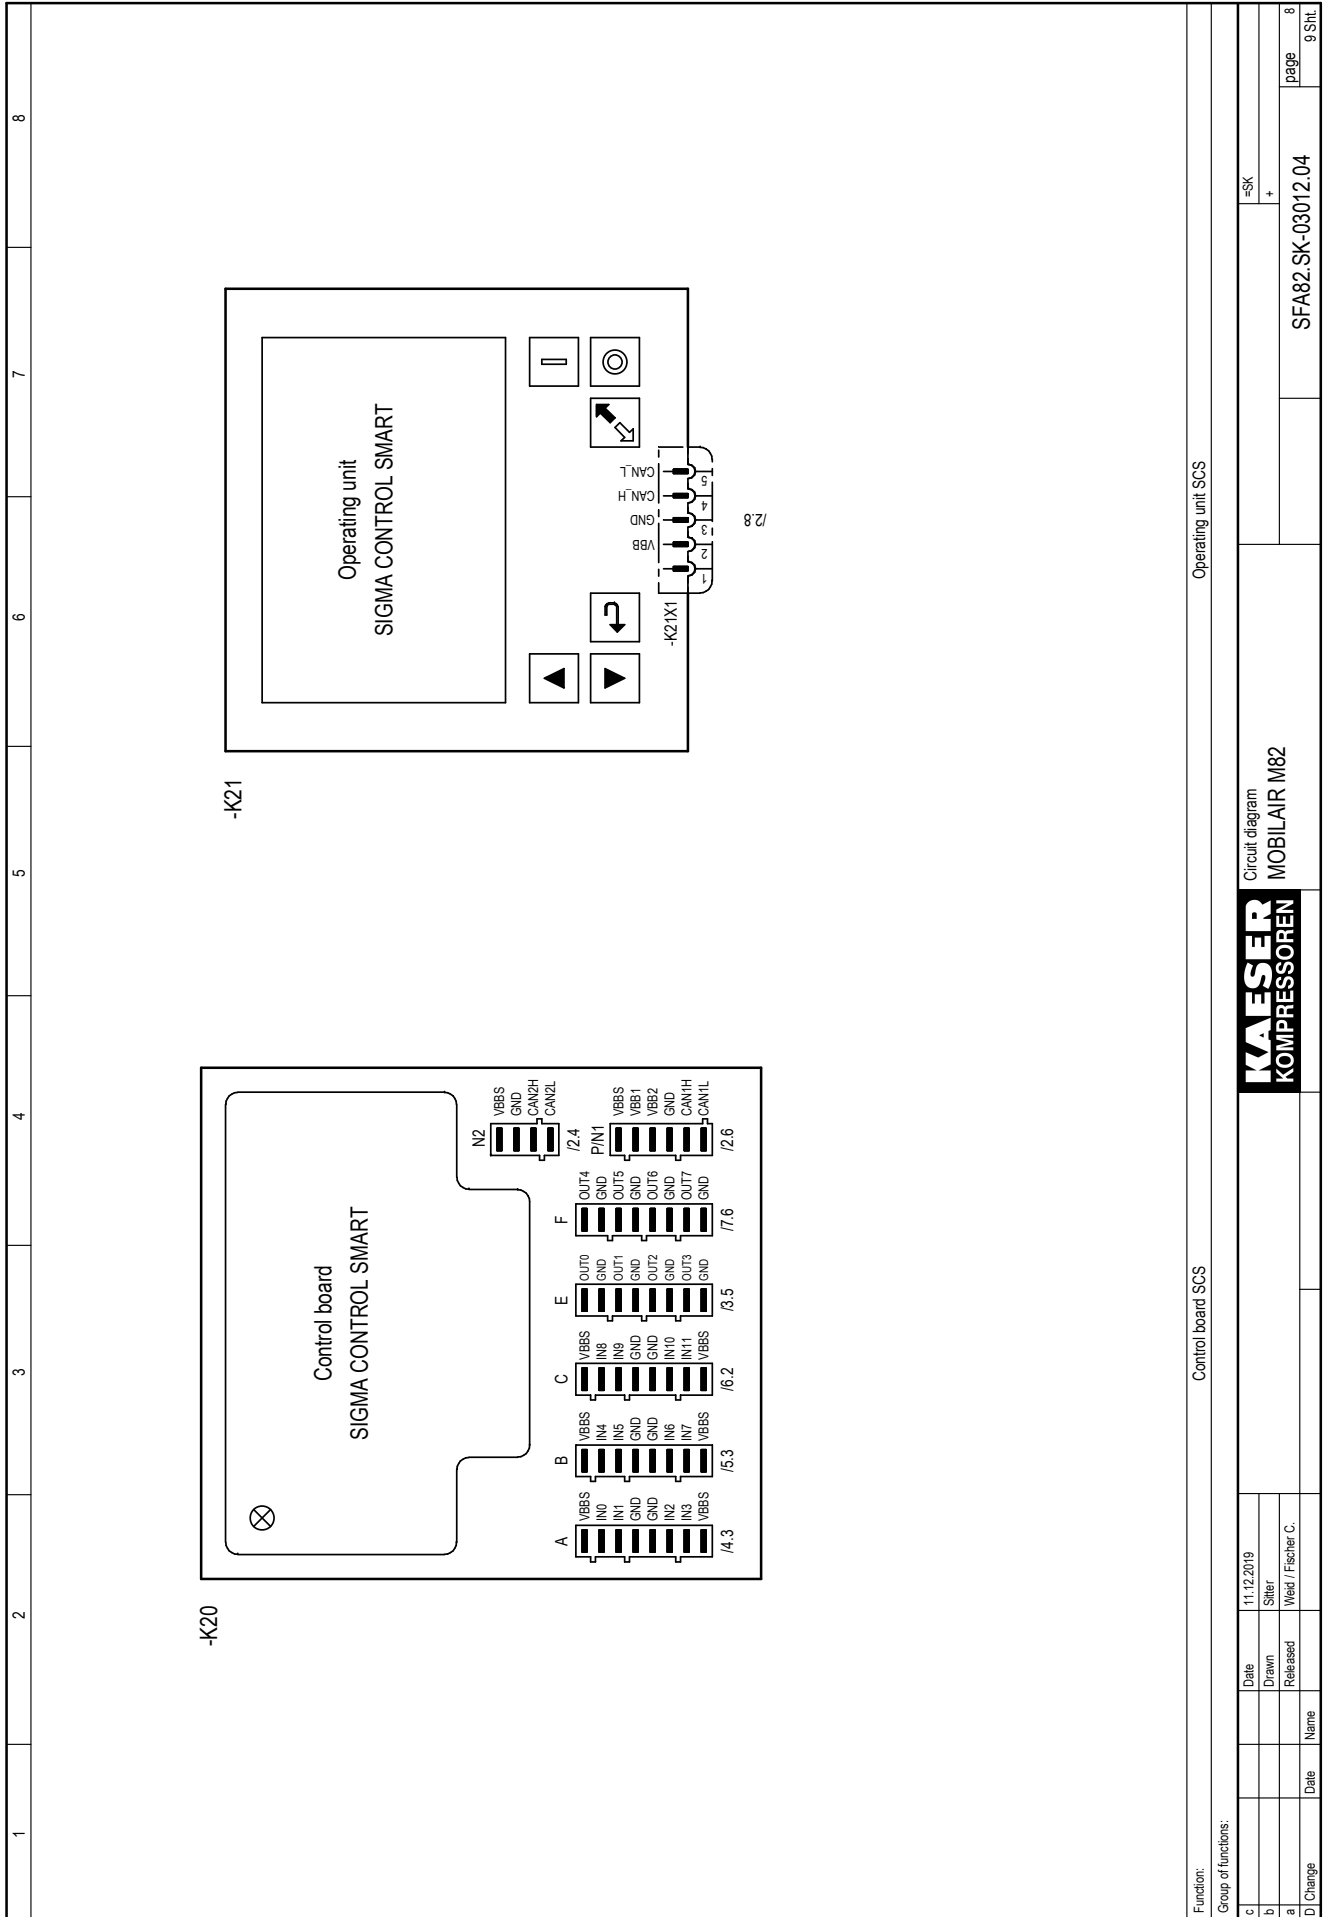 1
2
3
4
5
6
7
8
-K20
Control board
SIGMA CONTROL SMART
A
VBBS
IN0
IN1
GND
GND
IN2
IN3
VBBS
/4.3
B
VBBS
IN4
IN5
GND
GND
IN6
IN7
VBBS
/5.3
C
VBBS
IN8
IN9
GND
GND
IN10
IN11
VBBS
/6.2
E
OUT0
GND
OUT1
GND
OUT2
GND
OUT3
GND
/3.5
F
OUT4
GND
OUT5
GND
OUT6
GND
OUT7
GND
/7.6
N2
VBBS
GND
CAN2H
CAN2L
/2.4
P/N1
VBBS
VBB1
VBB2
GND
CAN1H
CAN1L
/2.6
-K21
Operating unit
SIGMA CONTROL SMART
-K21X1
VBB
GND
CAN_H
CAN_L
1
2
3
4
5
/2.8
Function:
Control board SCS
Operating unit SCS
Group of functions:
c
b
a
D
Change
Date
Name
Date
11.12.2019
Drawn
Sitter
Released
Weid / Fischer C.
KAESER
KOMPRESSOREN
Circuit diagram
MOBILAIR M82
=SK
+
SFA82.SK-03012.04
page
8
9 Sht.